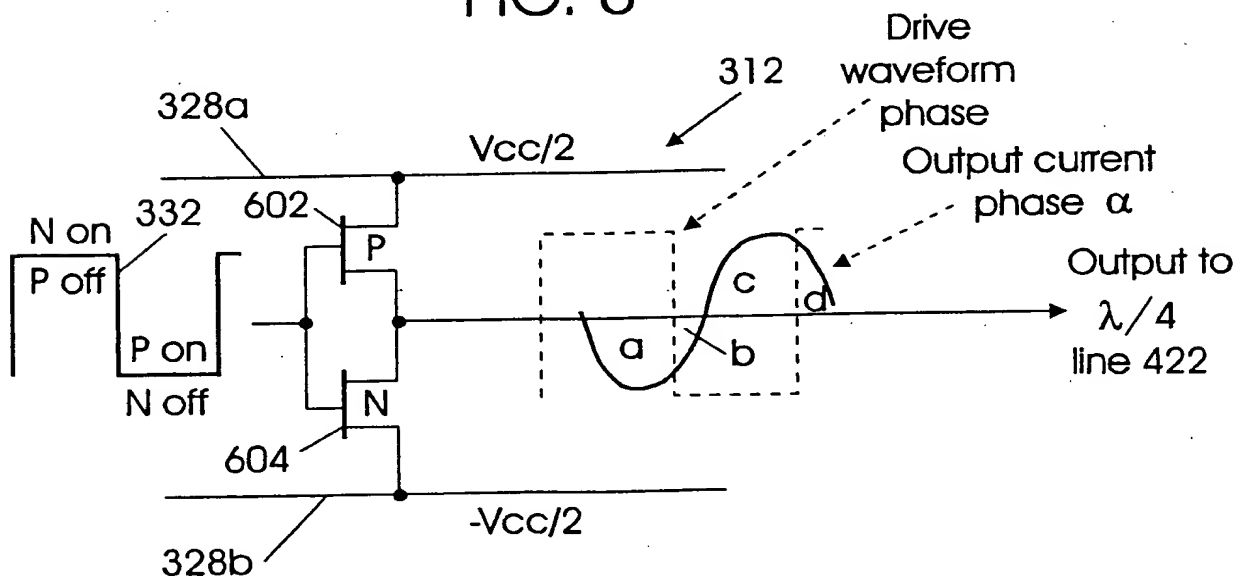 Drive
waveform
phase
312
328a
Vcc/2
Output current
phase α
602
332
N on
P off
P
c
d
Output to
λ/4
line 422
a
b
P on
N off
N
604
-Vcc/2
328b